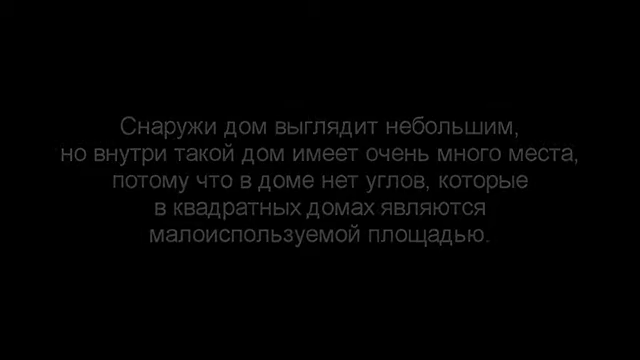 Снаружи дом выглядит небольшим,
но внутри такой дом имеет очень много места,
потому что в доме нет углов, которые
в квадратных домах являются
малоиспользуемой площадью.